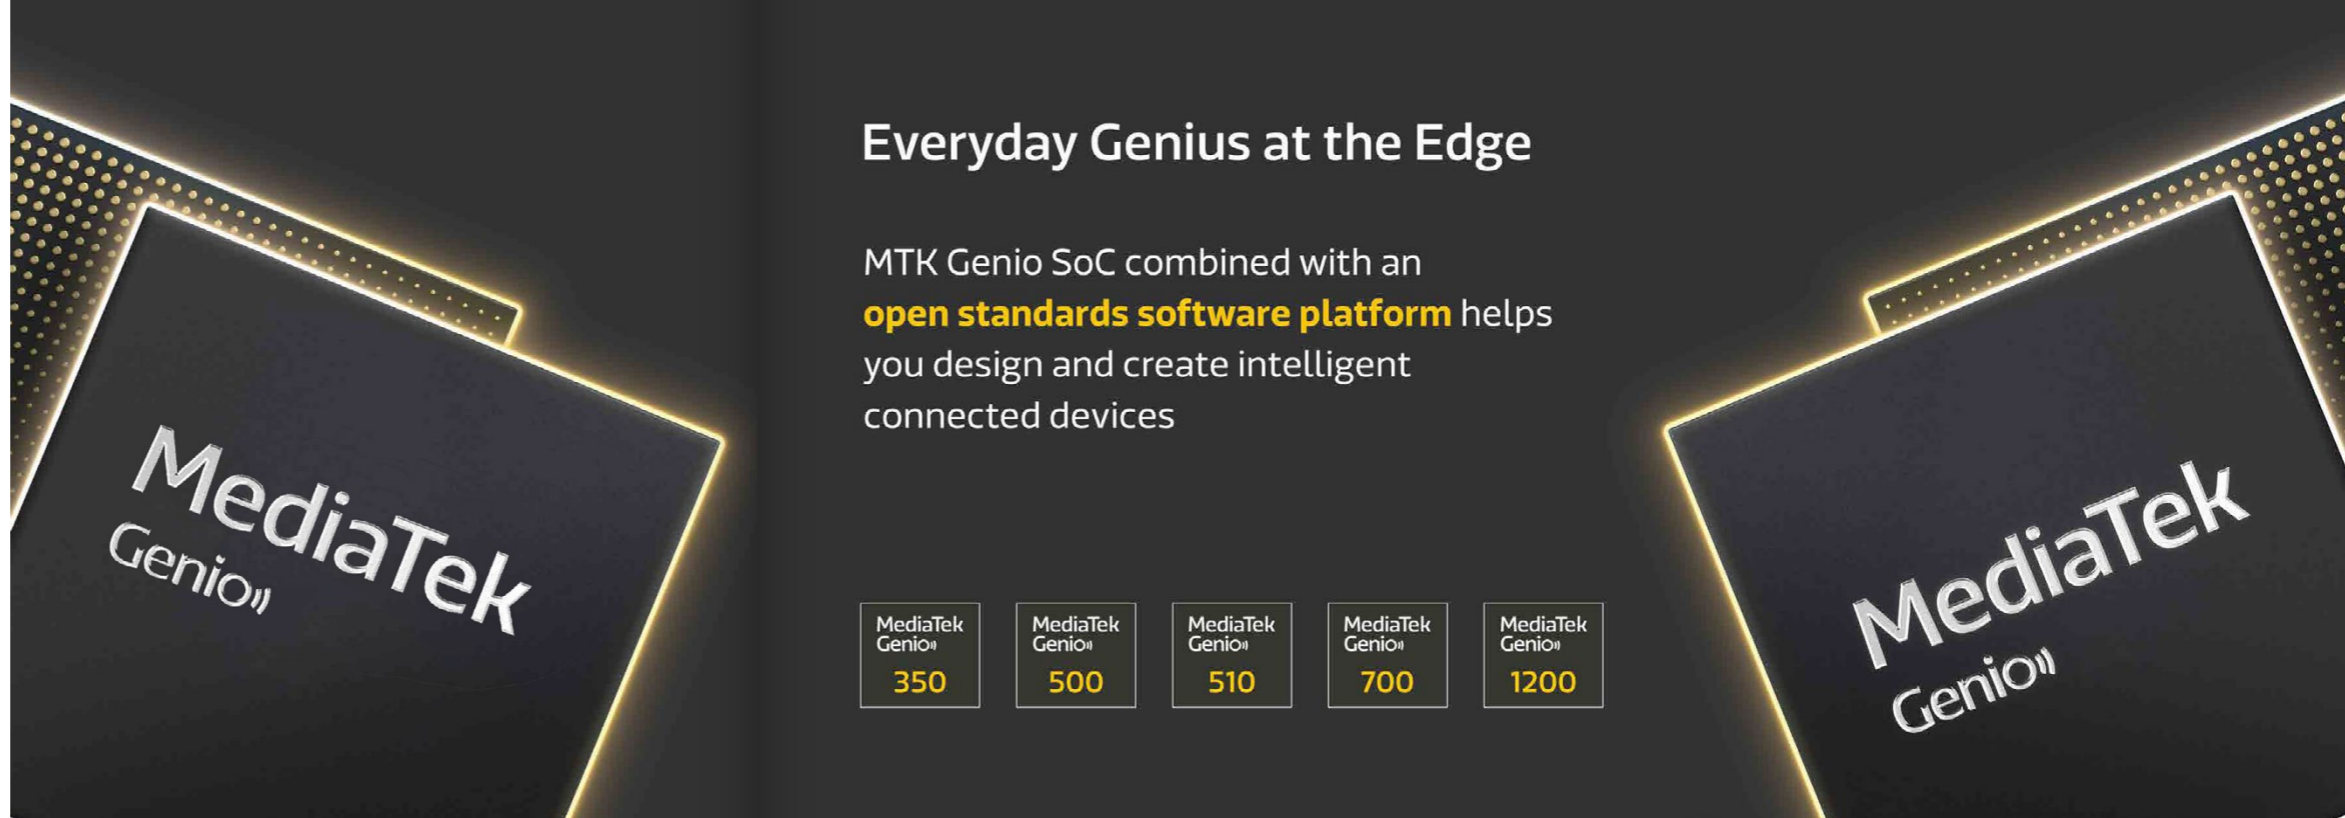 Everyday Genius at the Edge
MTK Genio SoC combined with an
open standards software platform helps
you design and create intelligent
connected devices
MediaTek
Genio
MediaTek
Genio
350
MediaTek
Genio
500
MediaTek
Genio
510
MediaTek
Genio
700
MediaTek
Genio
1200
MediaTek
Genio